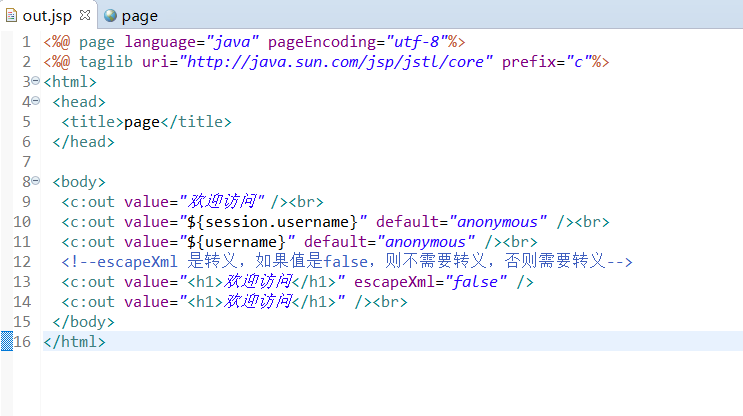 out.jsp page
1 <%@ page language="java" pageEncoding="utf-8"%>
2 <%@ taglib uri="http://java.sun.com/jsp/jstl/core" prefix="c"%>
3 <html>
4 <head>
5 <title>page</title>
6 </head>
7
8 <body>
9 <c:out value="欢迎访问" /><br>
10 <c:out value="${session.username}" default="anonymous" /><br>
11 <c:out value="${username}" default="anonymous" /><br>
12 <!--escapeXml 是转义，如果值是false，则不需要转义，否则需要转义-->
13 <c:out value="<h1>欢迎访问</h1>" escapeXml="false" />
14 <c:out value="<h1>欢迎访问</h1>" /><br>
15 </body>
16 </html>